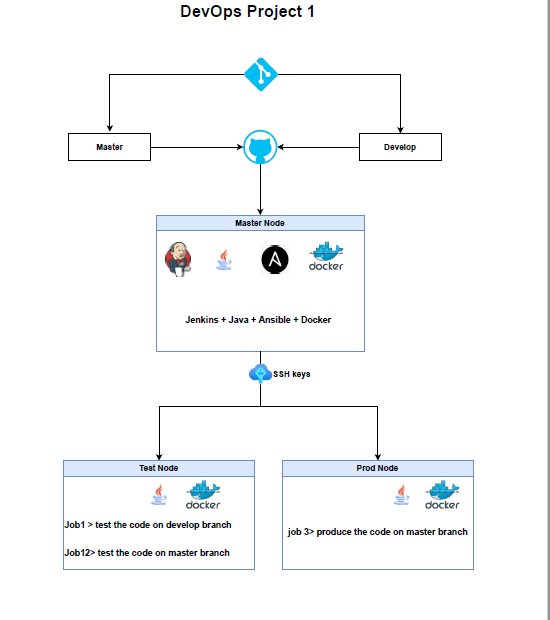 DevOps Project 1
Master
Develop
Master Node
docker
Jenkins + Java + Ansible + Docker
SSH keys
Test Node
Prod Node
docker
docker
Job1 > test the code on develop branch
job 3> produce the code on master branch
Job12> test the code on master branch